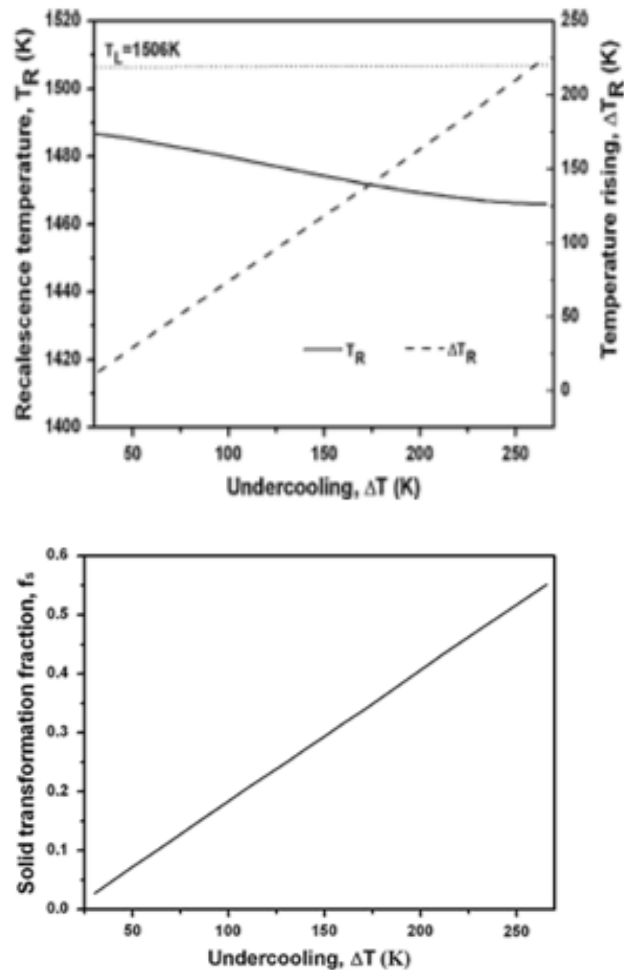 Recalescence temperature, T_R (K)
1520
1500
1480
1460
1440
1420
1400
T_L=1506K
T_R
ΔT_R
250
200
150
100
50
0
Temperature rising, ΔT_R (K)
50 100 150 200 250
Undercooling, ΔT (K)
Solid transformation fraction, f_s
0.6
0.5
0.4
0.3
0.2
0.1
0.0
50 100 150 200 250
Undercooling, ΔT (K)